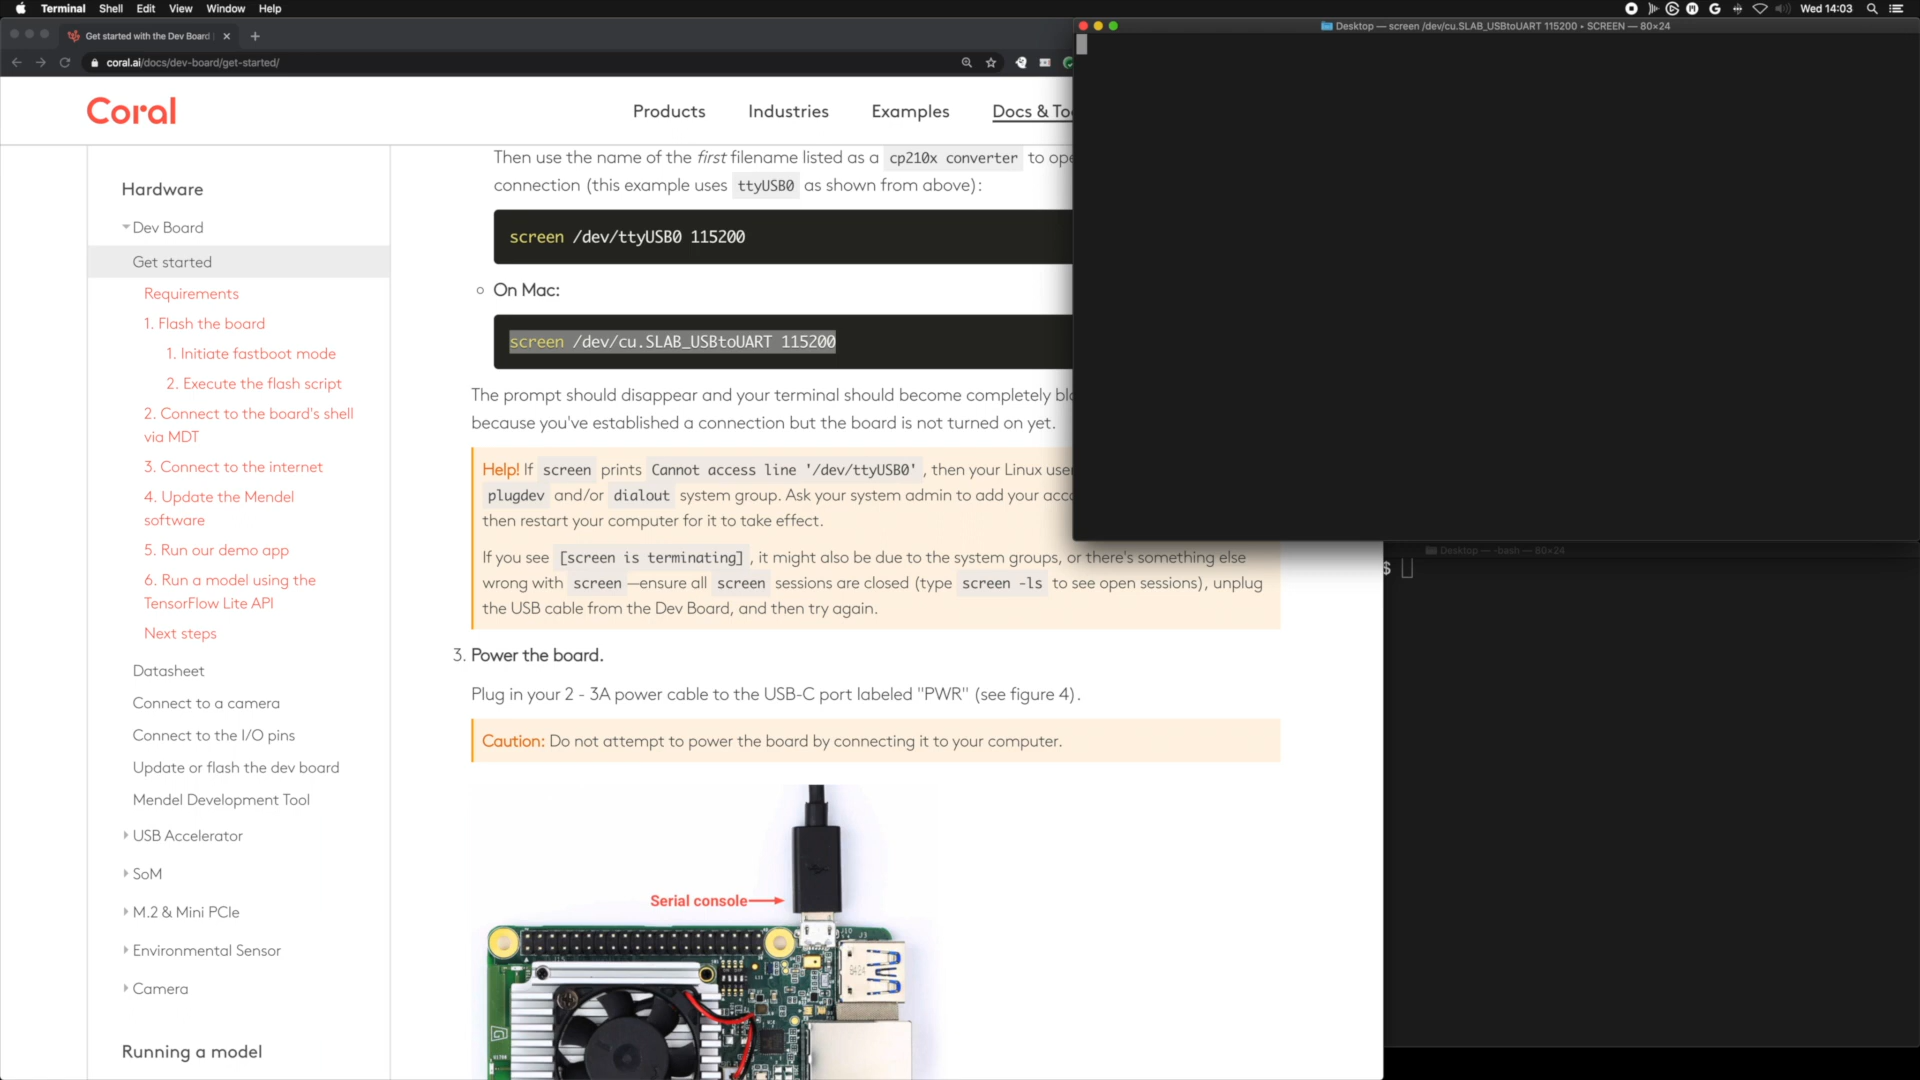 Terminal Shell Edit View Window Help
Wed 14:03
Get started with the Dev Board
coral.ai/docs/dev-board/get-started/
Desktop — screen /dev/cu.SLAB_USBtoUART 115200 • SCREEN — 80×24
Coral
Products
Industries
Examples
Docs & To
Hardware
Dev Board
Get started
Requirements
1. Flash the board
1. Initiate fastboot mode
2. Execute the flash script
2. Connect to the board's shell
via MDT
3. Connect to the internet
4. Update the Mendel
software
5. Run our demo app
6. Run a model using the
TensorFlow Lite API
Next steps
Datasheet
Connect to a camera
Connect to the I/O pins
Update or flash the dev board
Mendel Development Tool
USB Accelerator
SoM
M.2 & Mini PCIe
Environmental Sensor
Camera
Running a model
Then use the name of the first filename listed as a cp210x converter to ope
connection (this example uses ttyUSB0 as shown from above):
screen /dev/ttyUSB0 115200
On Mac:
screen /dev/cu.SLAB_USBtoUART 115200
The prompt should disappear and your terminal should become completely bl
because you've established a connection but the board is not turned on yet.
Help! If screen prints Cannot access line '/dev/ttyUSB0' , then your Linux use
plugdev and/or dialout system group. Ask your system admin to add your acc
then restart your computer for it to take effect.
If you see [screen is terminating] , it might also be due to the system groups, or there's something else
wrong with screen —ensure all screen sessions are closed (type screen -ls to see open sessions), unplug
the USB cable from the Dev Board, and then try again.
3. Power the board.
Plug in your 2 - 3A power cable to the USB-C port labeled "PWR" (see figure 4).
Caution: Do not attempt to power the board by connecting it to your computer.
Serial console
Desktop — -bash — 80×24
$